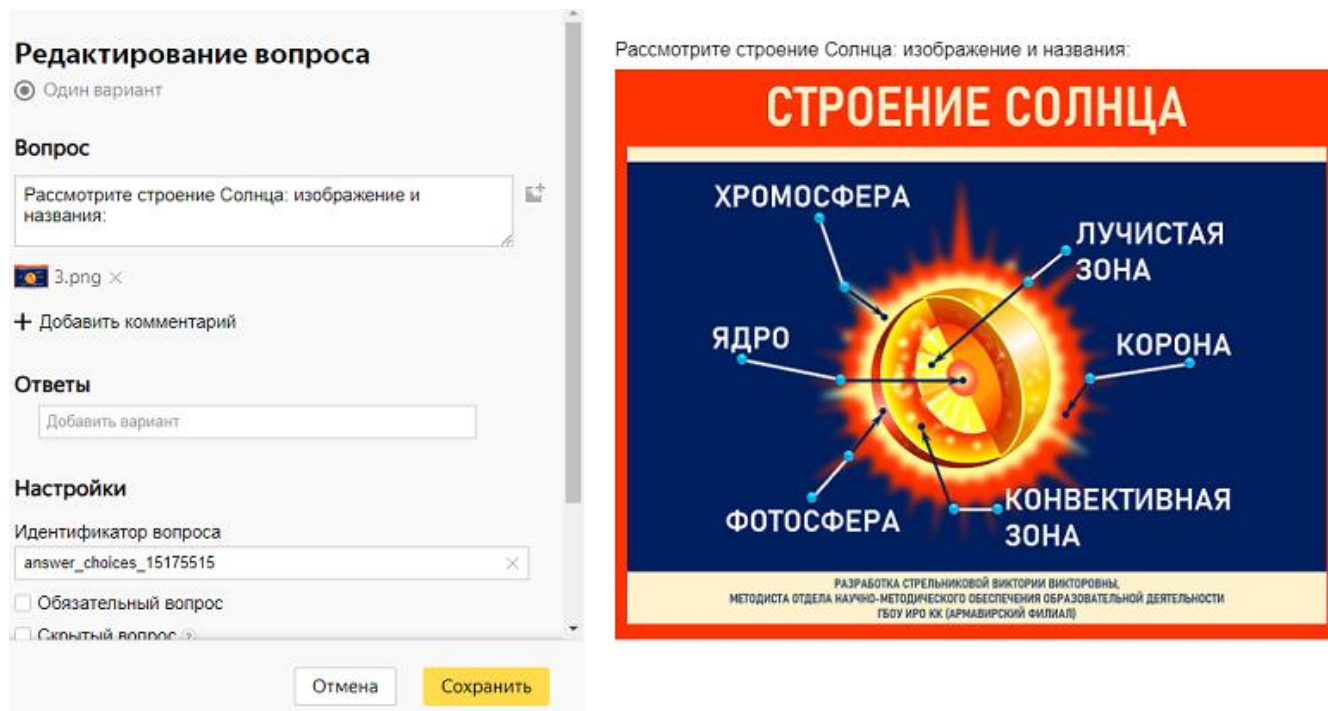 Редактирование вопроса
Один вариант
Вопрос
Рассмотрите строение Солнца: изображение и
названия:
3.png
Добавить комментарий
Ответы
Добавить вариант
Настройки
Идентификатор вопроса
answer_choices_15175515
Обязательный вопрос
Скрытый вопрос ?
Отмена
Сохранить
Рассмотрите строение Солнца: изображение и названия:
СТРОЕНИЕ СОЛНЦА
ХРОМОСФЕРА
ЛУЧИСТАЯ
ЗОНА
ЯДРО
КОРОНА
ФОТОСФЕРА
КОНВЕКТИВНАЯ
ЗОНА
РАЗРАБОТКА СТРЕЛЬНИКОВОЙ ВИКТОРИИ ВИКТОРОВНЫ,
МЕТОДИСТА ОТДЕЛА НАУЧНО-МЕТОДИЧЕСКОГО ОБЕСПЕЧЕНИЯ ОБРАЗОВАТЕЛЬНОЙ ДЕЯТЕЛЬНОСТИ
ГБОУ ИРО КК (АРМАВИРСКИЙ ФИЛИАЛ)